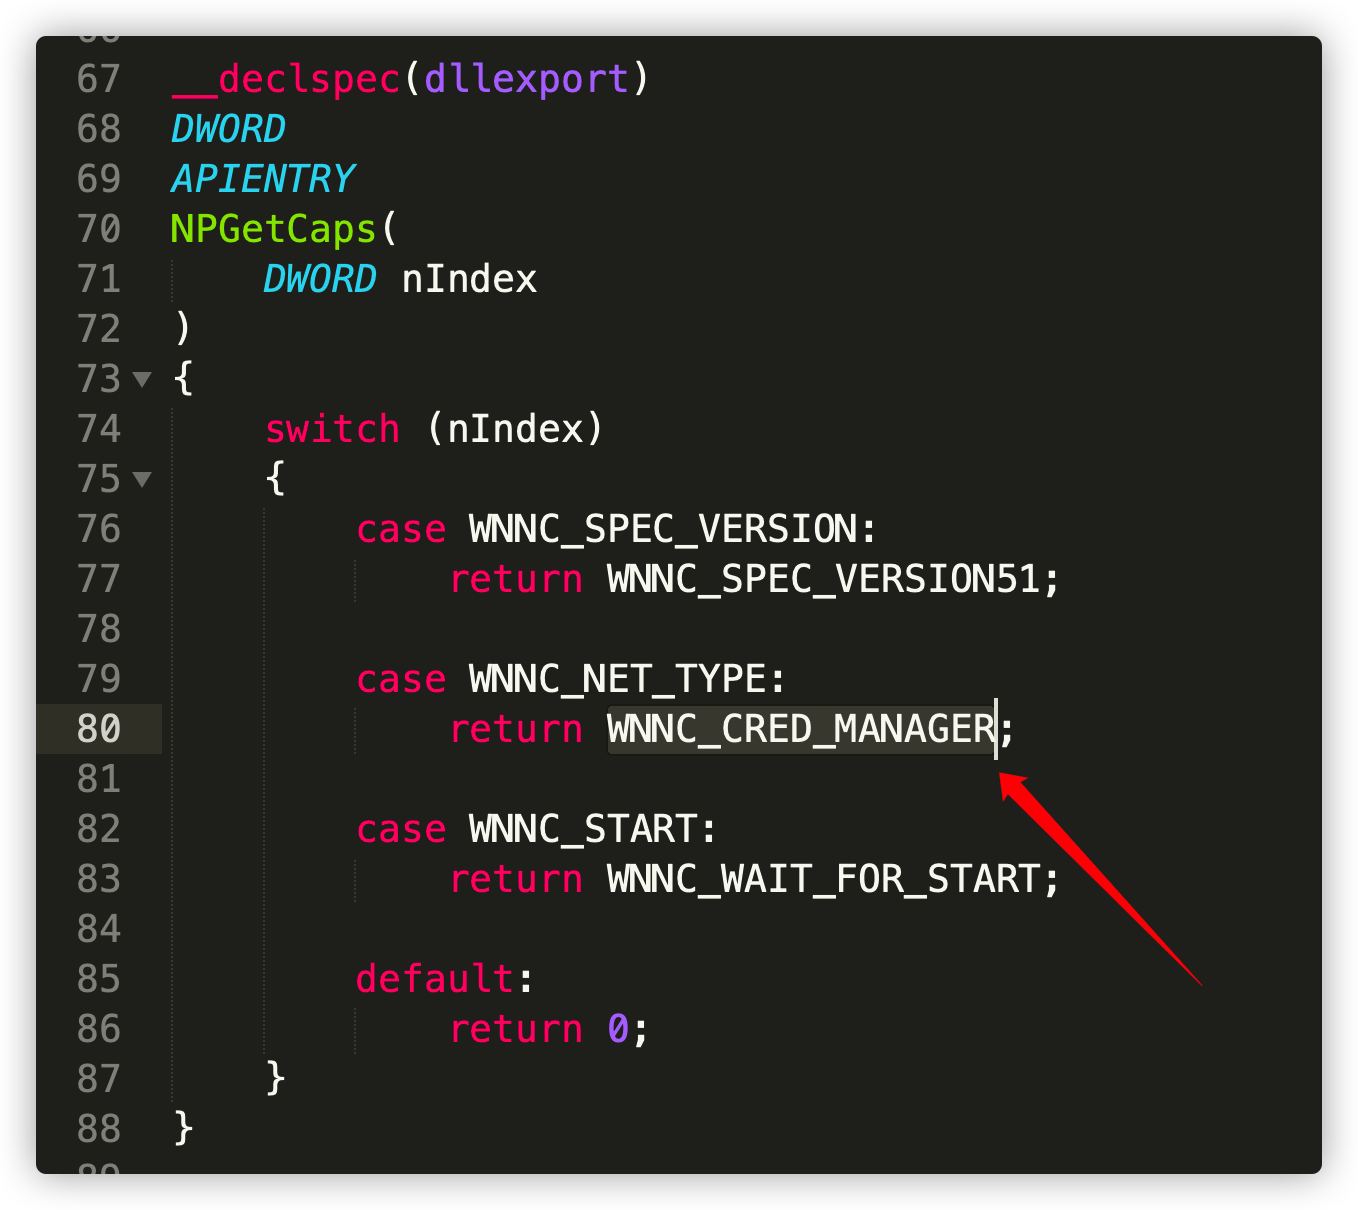 67 __declspec(dllexport)
68 DWORD
69 APIENTRY
70 NPGetCaps(
71 DWORD nIndex
72 )
73 {
74 switch (nIndex)
75 {
76 case WNNC_SPEC_VERSION:
77 return WNNC_SPEC_VERSION51;
78
79 case WNNC_NET_TYPE:
80 return WNNC_CRED_MANAGER;
81
82 case WNNC_START:
83 return WNNC_WAIT_FOR_START;
84
85 default:
86 return 0;
87 }
88 }